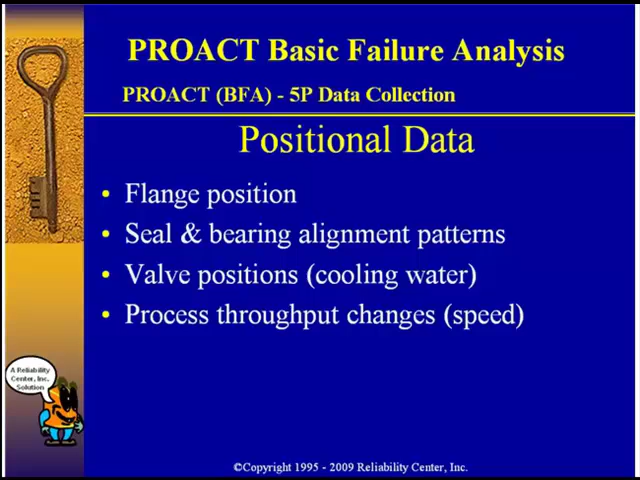 PROACT Basic Failure Analysis
PROACT (BFA) - 5P Data Collection
Positional Data
• Flange position
• Seal & bearing alignment patterns
• Valve positions (cooling water)
• Process throughput changes (speed)
A Reliability
Center, Inc.
Solution
©Copyright 1995 - 2009 Reliability Center, Inc.